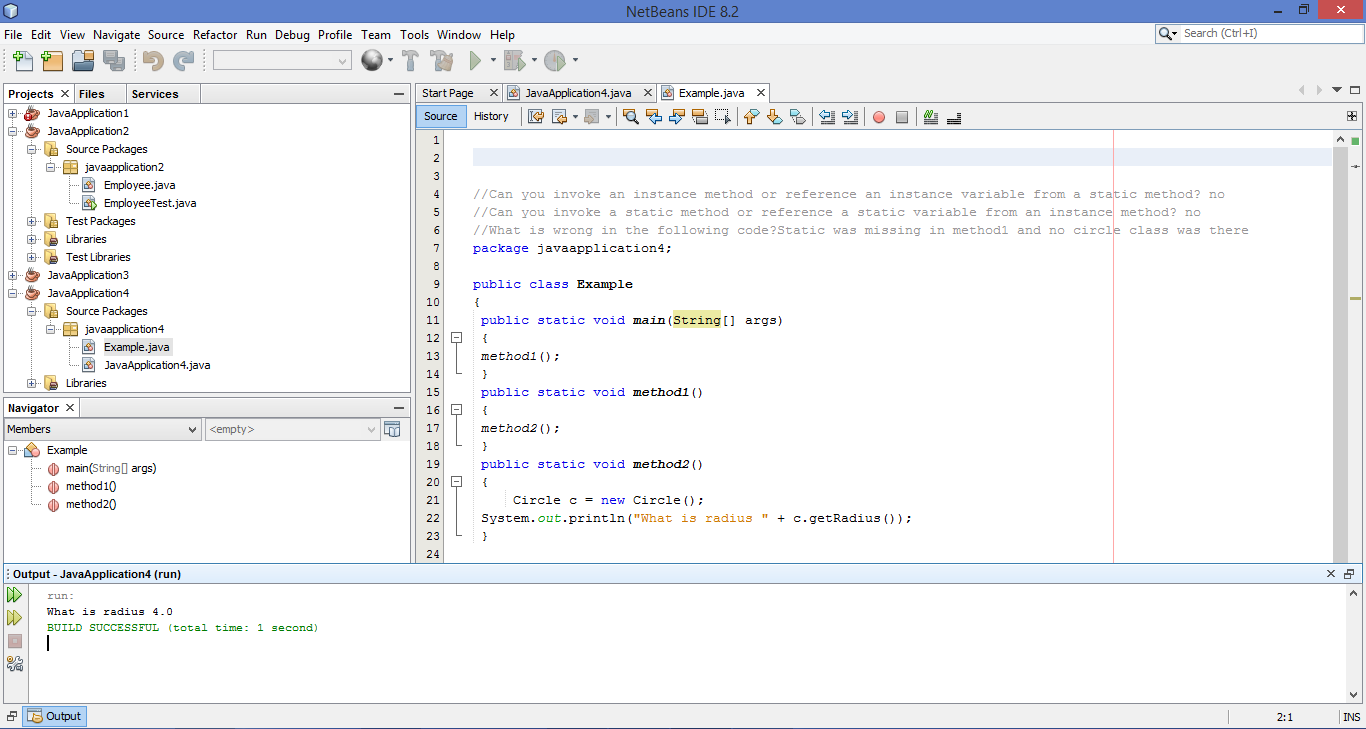 NetBeans IDE 8.2
File Edit View Navigate Source Refactor Run Debug Profile Team Tools Window Help
Search (Ctrl+I)
Projects Files Services
JavaApplication1
JavaApplication2
Source Packages
javaapplication2
Employee.java
EmployeeTest.java
Test Packages
Libraries
Test Libraries
JavaApplication3
JavaApplication4
Source Packages
javaapplication4
Example.java
JavaApplication4.java
Libraries
Navigator
Members <empty>
Example
main(String[] args)
method1()
method2()
Start Page JavaApplication4.java Example.java
Source History
1
2
3
4 //Can you invoke an instance method or reference an instance variable from a static method? no
5 //Can you invoke a static method or reference a static variable from an instance method? no
6 //What is wrong in the following code?Static was missing in method1 and no circle class was there
7 package javaapplication4;
8
9 public class Example
10 {
11 public static void main(String[] args)
12 {
13 method1();
14 }
15 public static void method1()
16 {
17 method2();
18 }
19 public static void method2()
20 {
21 Circle c = new Circle();
22 System.out.println("What is radius " + c.getRadius());
23 }
24
Output - JavaApplication4 (run)
run:
What is radius 4.0
BUILD SUCCESSFUL (total time: 1 second)
Output
2:1 INS